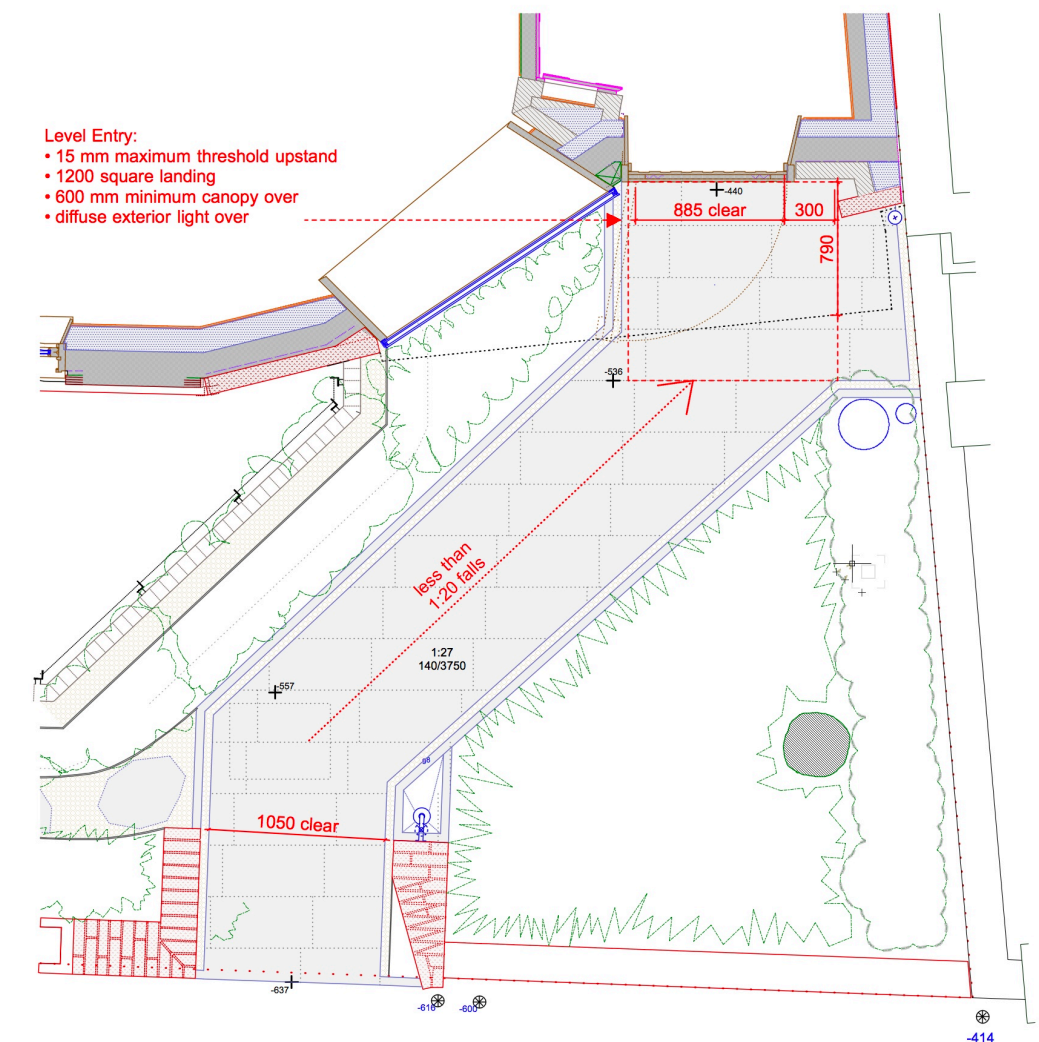 Level Entry:
• 15 mm maximum threshold upstand
• 1200 square landing
• 600 mm minimum canopy over
• diffuse exterior light over
-440
885 clear
300
790
-536
less than
1:20 falls
1:27
140/3750
-557
1050 clear
-637
-616
-600
-414